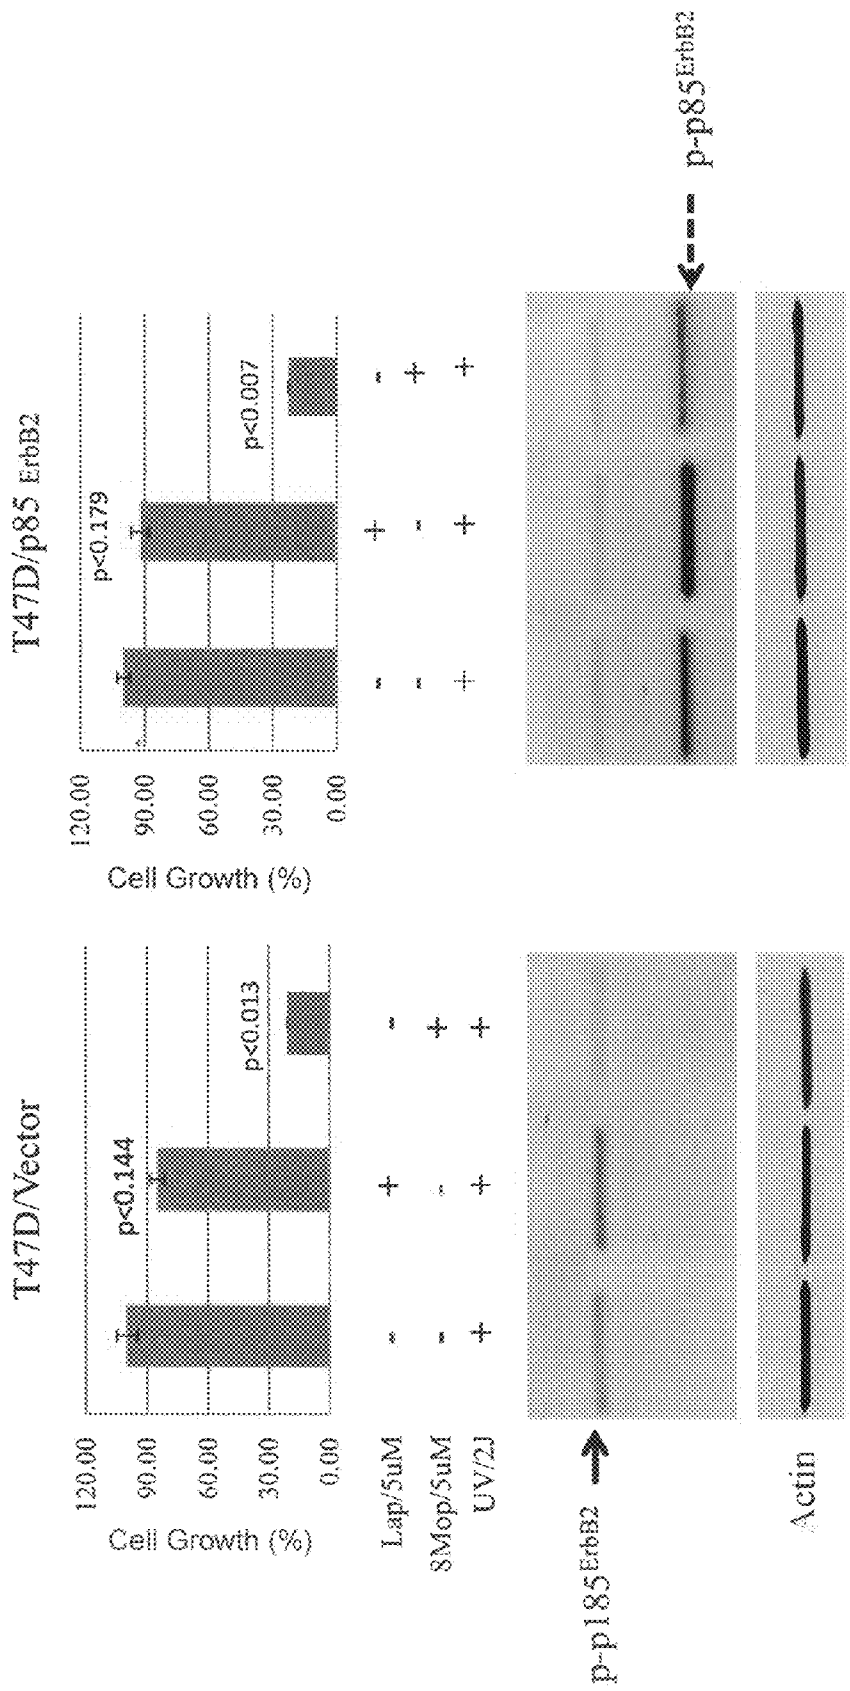 T47D/Vector
Cell Growth (%)
120.00
90.00
60.00
30.00
0.00
p<0.144
p<0.013
Lap/5uM - + -
8Mop/5uM - - +
UV/2J + + +
p-p185ErbB2
Actin
T47D/p85 ErbB2
Cell Growth (%)
120.00
90.00
60.00
30.00
0.00
p<0.179
p<0.007
- + -
- - +
+ + +
p-p85ErbB2